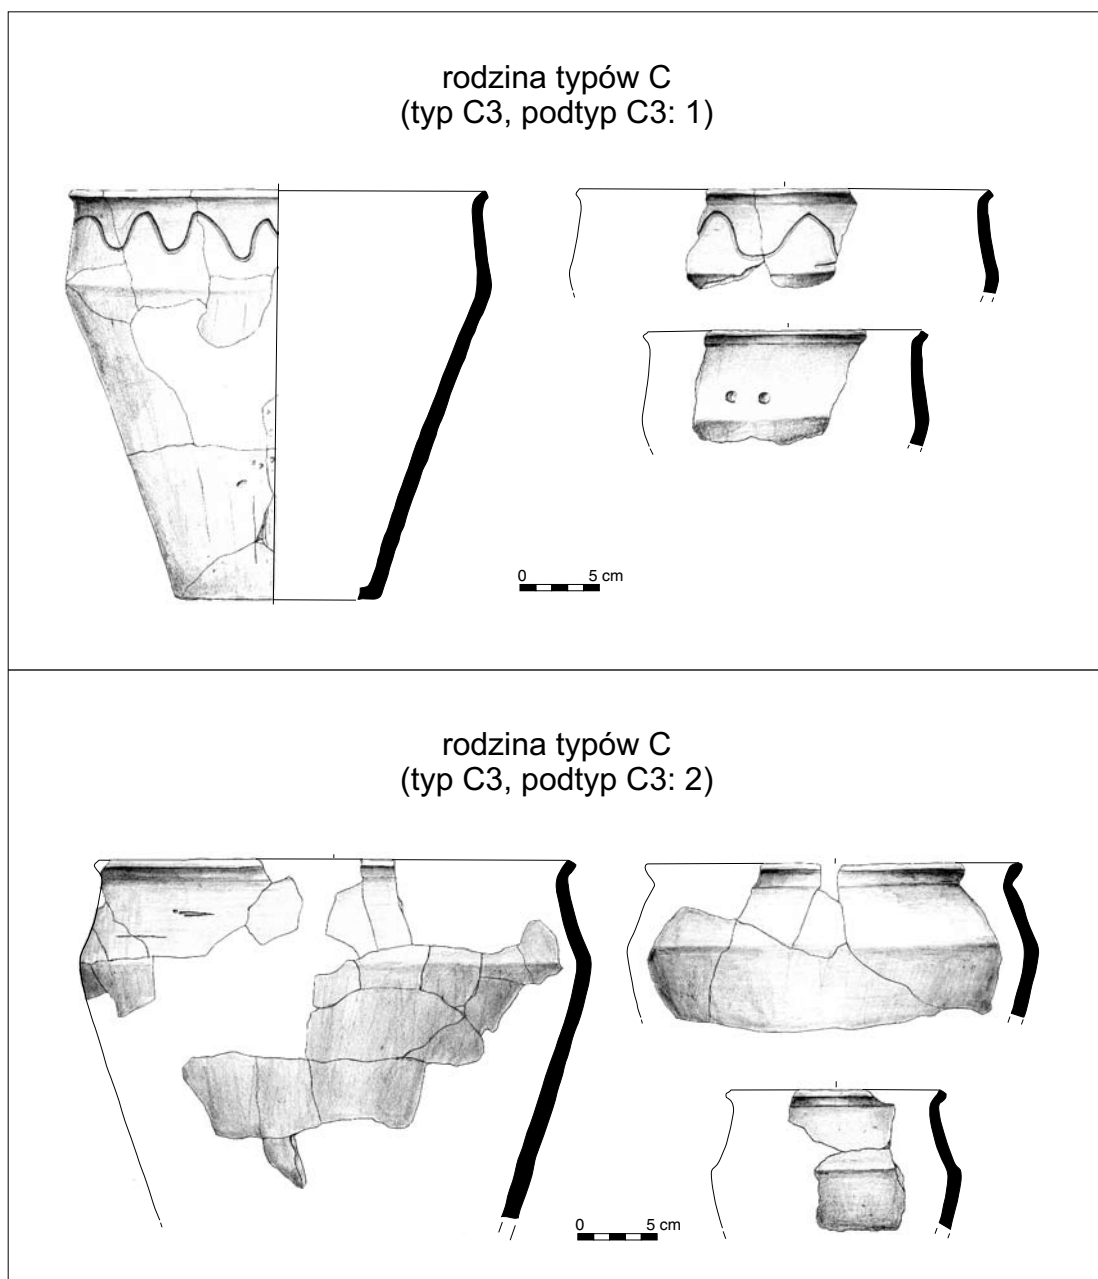 rodzina typów C
(typ C3, podtyp C3: 1)
0 5 cm
rodzina typów C
(typ C3, podtyp C3: 2)
0 5 cm